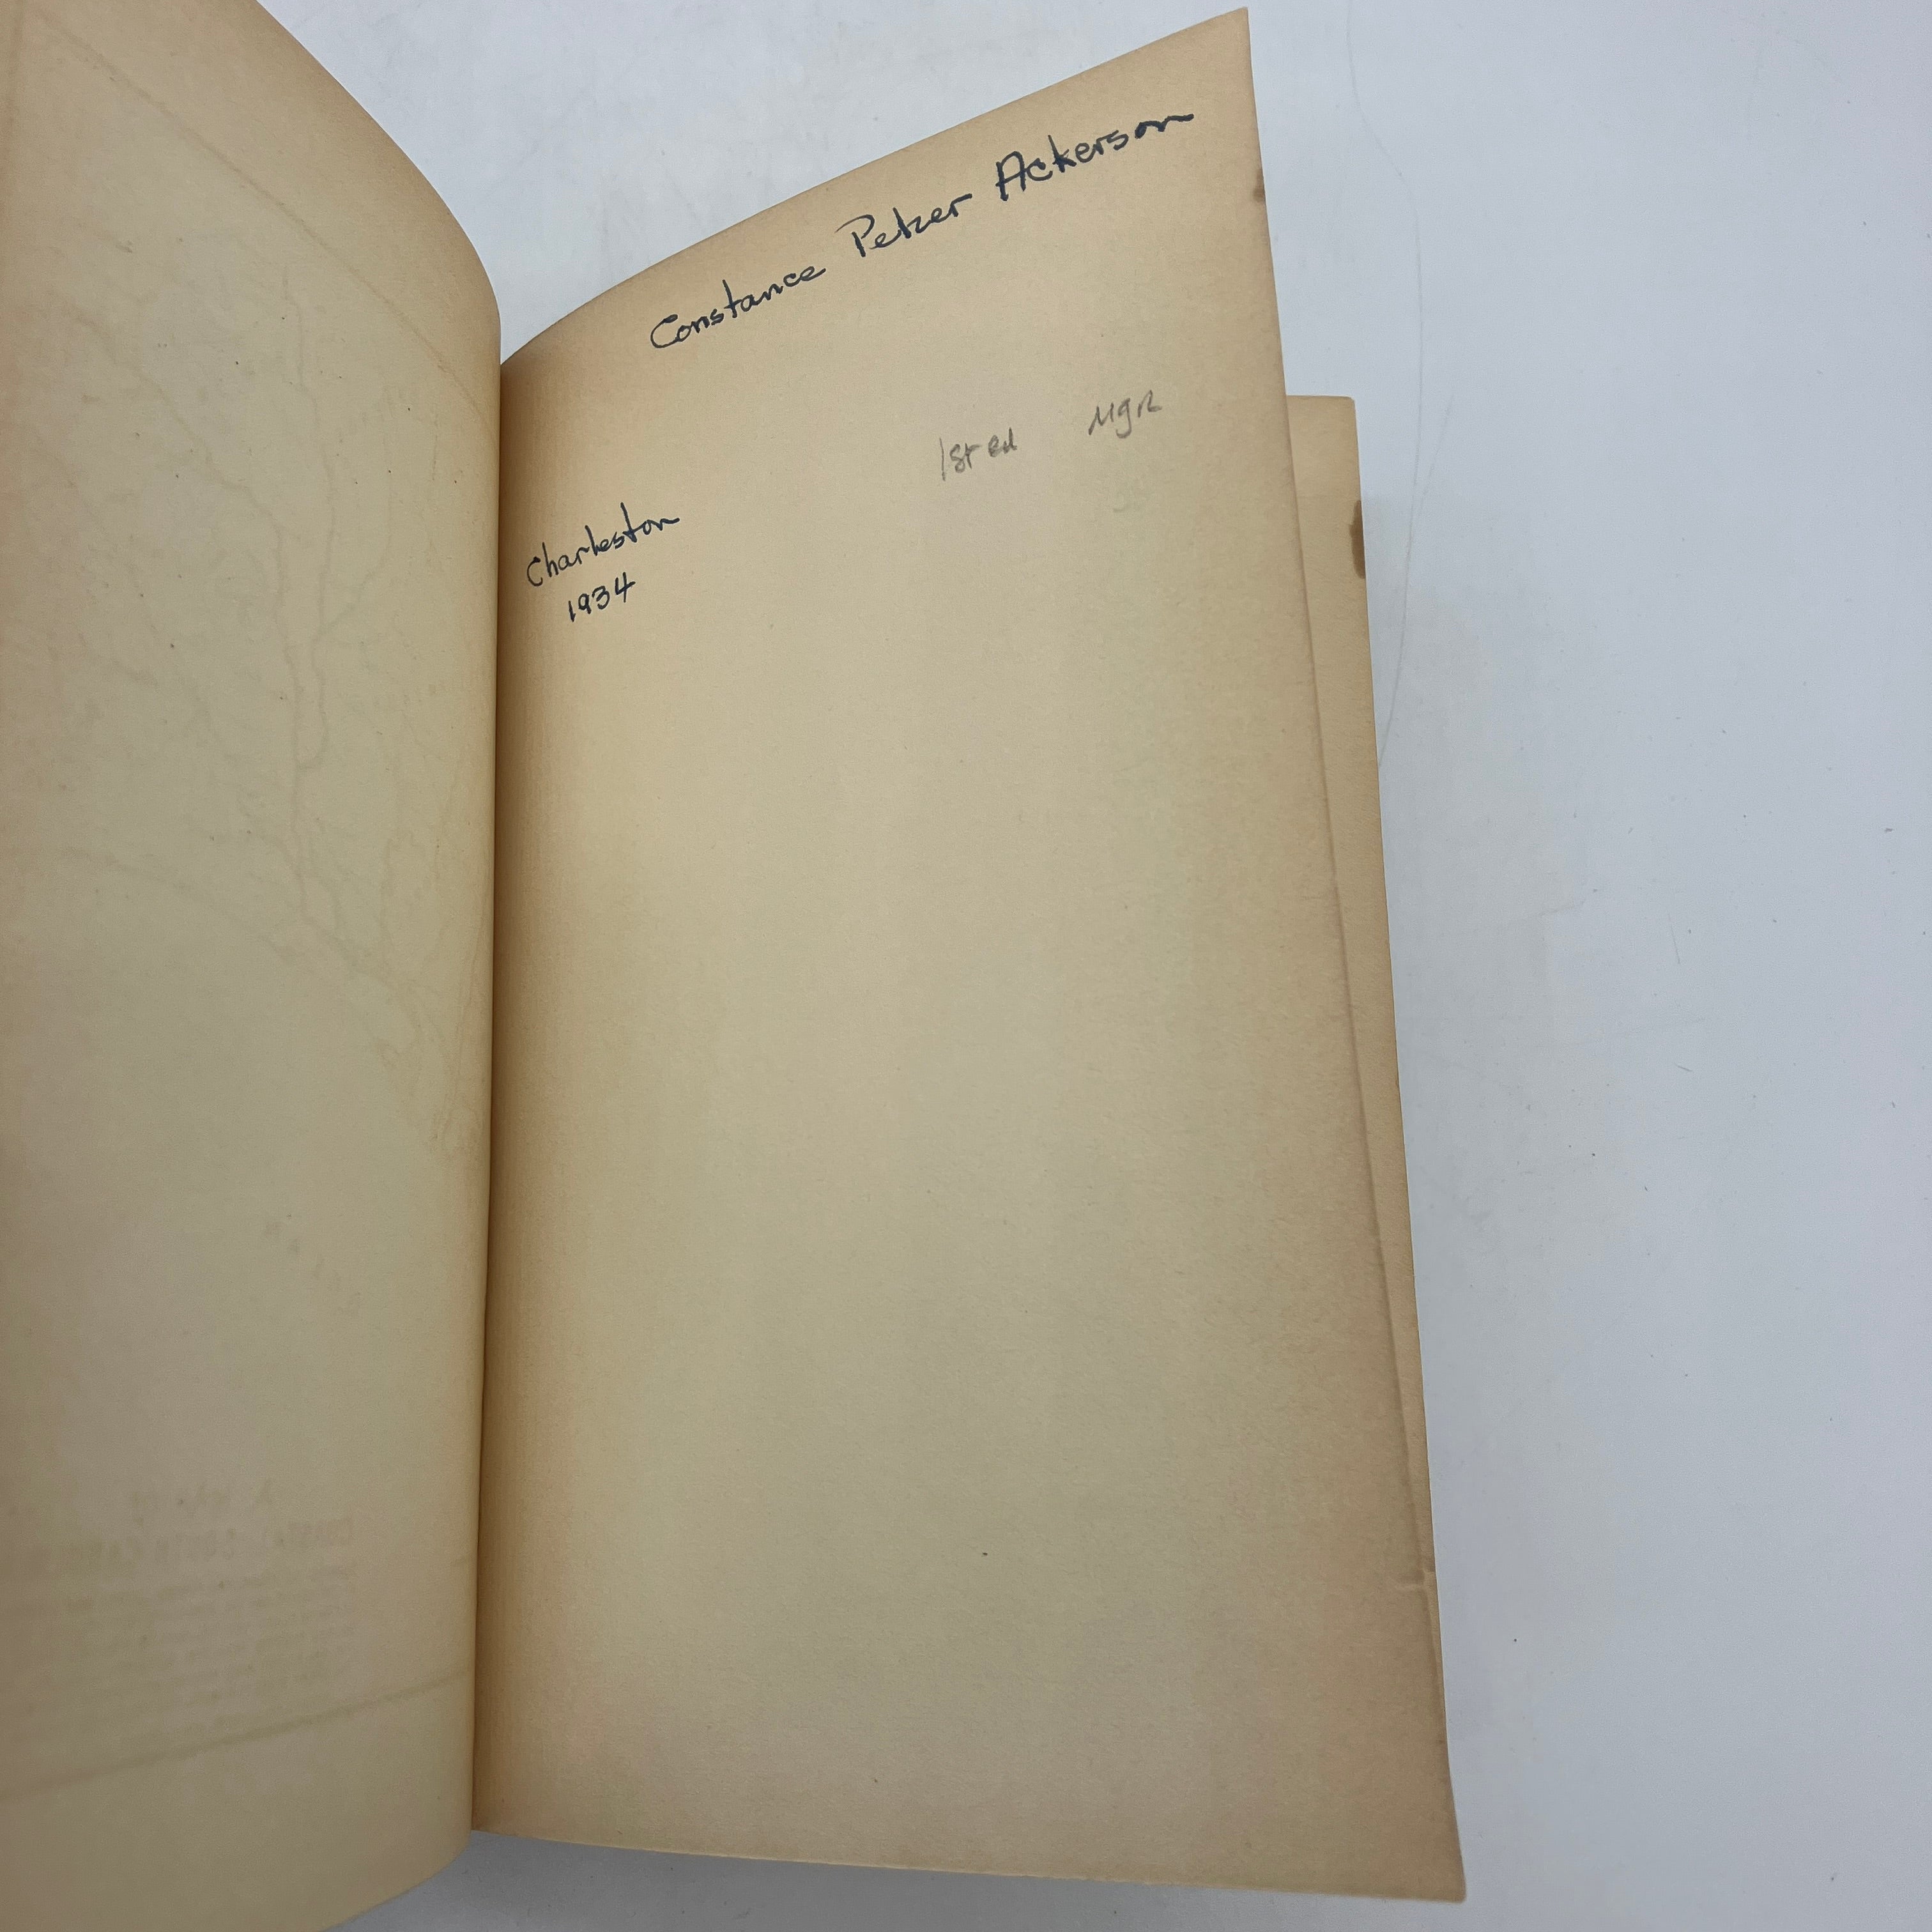 Constance Petzer Ackerson
1st ed MgR
Charleston
1934